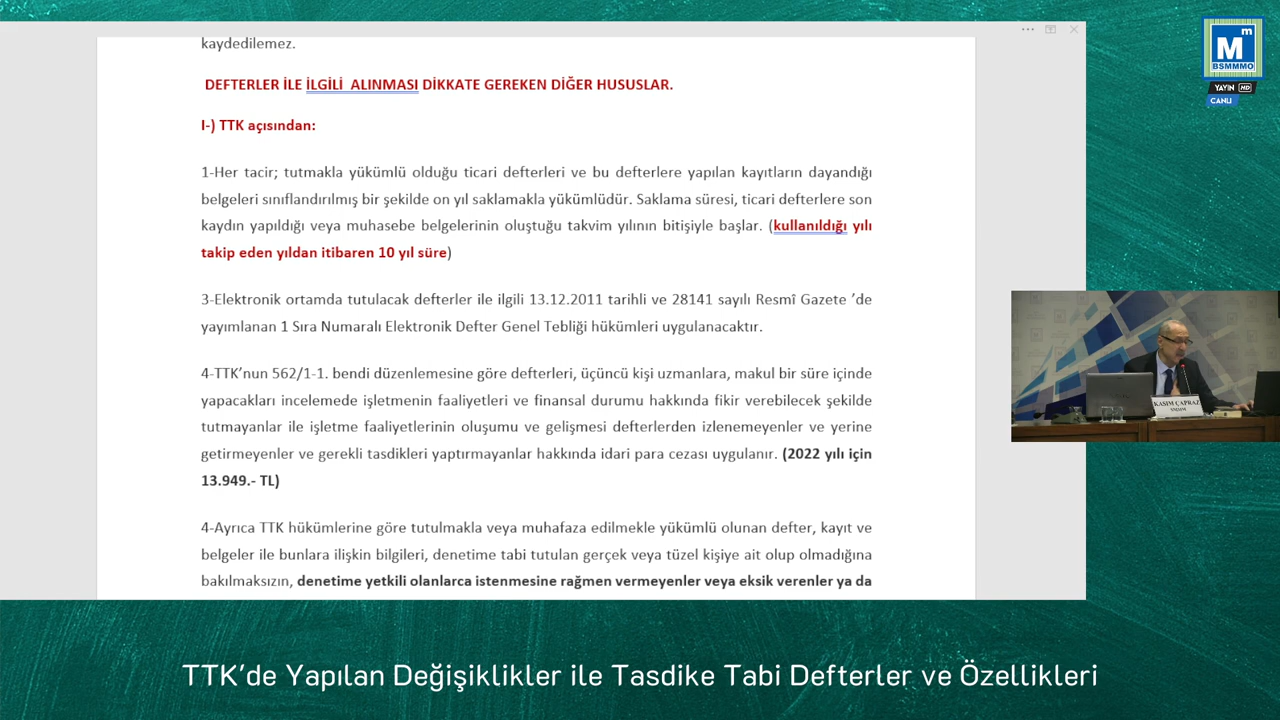 kaydedilemez.
DEFTERLER İLE İLGİLİ ALINMASI DİKKATE GEREKEN DİĞER HUSUSLAR.
I-) TTK açısından:
1-Her tacir; tutmakla yükümlü olduğu ticari defterleri ve bu defterlere yapılan kayıtların dayandığı
belgeleri sınıflandırılmış bir şekilde on yıl saklamakla yükümlüdür. Saklama süresi, ticari defterlere son
kaydın yapıldığı veya muhasebe belgelerinin oluştuğu takvim yılının bitişiyle başlar. (kullanıldığı yılı
takip eden yıldan itibaren 10 yıl süre)
3-Elektronik ortamda tutulacak defterler ile ilgili 13.12.2011 tarihli ve 28141 sayılı Resmî Gazete ’de
yayımlanan 1 Sıra Numaralı Elektronik Defter Genel Tebliği hükümleri uygulanacaktır.
4-TTK’nun 562/1-1. bendi düzenlemesine göre defterleri, üçüncü kişi uzmanlara, makul bir süre içinde
yapacakları incelemede işletmenin faaliyetleri ve finansal durumu hakkında fikir verebilecek şekilde
tutmayanlar ile işletme faaliyetlerinin oluşumu ve gelişmesi defterlerden izlenemeyenler ve yerine
getirmeyenler ve gerekli tasdikleri yaptırmayanlar hakkında idari para cezası uygulanır. (2022 yılı için
13.949.- TL)
4-Ayrıca TTK hükümlerine göre tutulmakla veya muhafaza edilmekle yükümlü olunan defter, kayıt ve
belgeler ile bunlara ilişkin bilgileri, denetime tabi tutulan gerçek veya tüzel kişiye ait olup olmadığına
bakılmaksızın, denetime yetkili olanlarca istenmesine rağmen vermeyenler veya eksik verenler ya da
Mm
BSMMMO
YAYIN HD
CANLI
KASIM ÇAPRAZ
TTK’de Yapılan Değişiklikler ile Tasdike Tabi Defterler ve Özellikleri